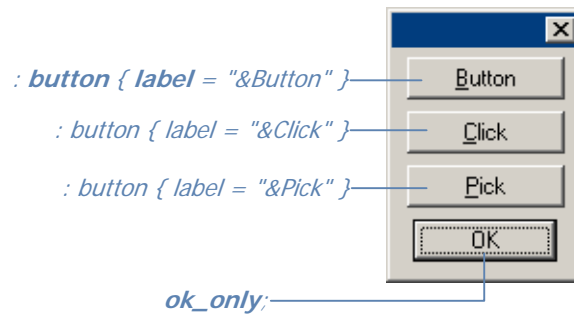 : button { label = "&Button" }
Button
: button { label = "&Click" }
Click
: button { label = "&Pick" }
Pick
OK
ok_only;